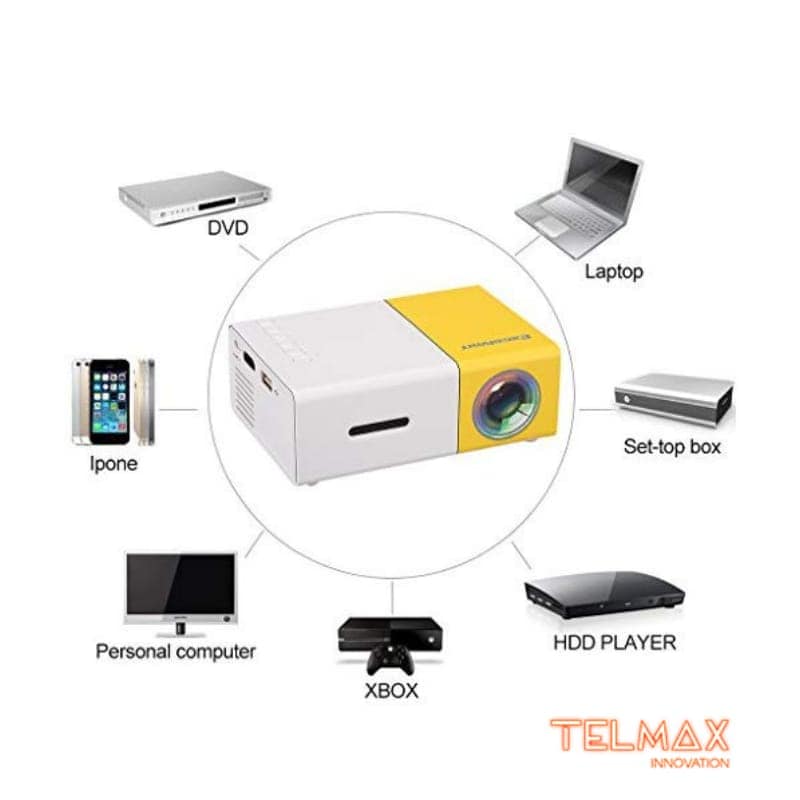 DVD
Laptop
Ipone
Set-top box
Personal computer
HDD PLAYER
XBOX
TELMAX
INNOVATION